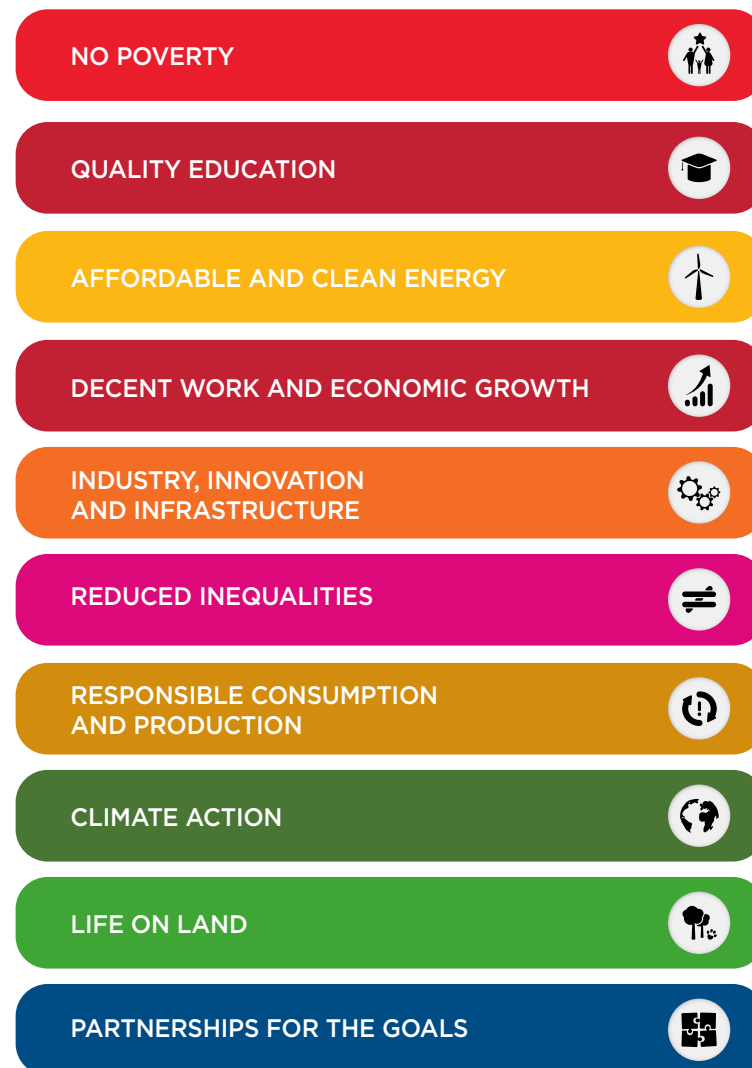 NO POVERTY
QUALITY EDUCATION
AFFORDABLE AND CLEAN ENERGY
DECENT WORK AND ECONOMIC GROWTH
INDUSTRY, INNOVATION
AND INFRASTRUCTURE
REDUCED INEQUALITIES
RESPONSIBLE CONSUMPTION
AND PRODUCTION
CLIMATE ACTION
LIFE ON LAND
PARTNERSHIPS FOR THE GOALS